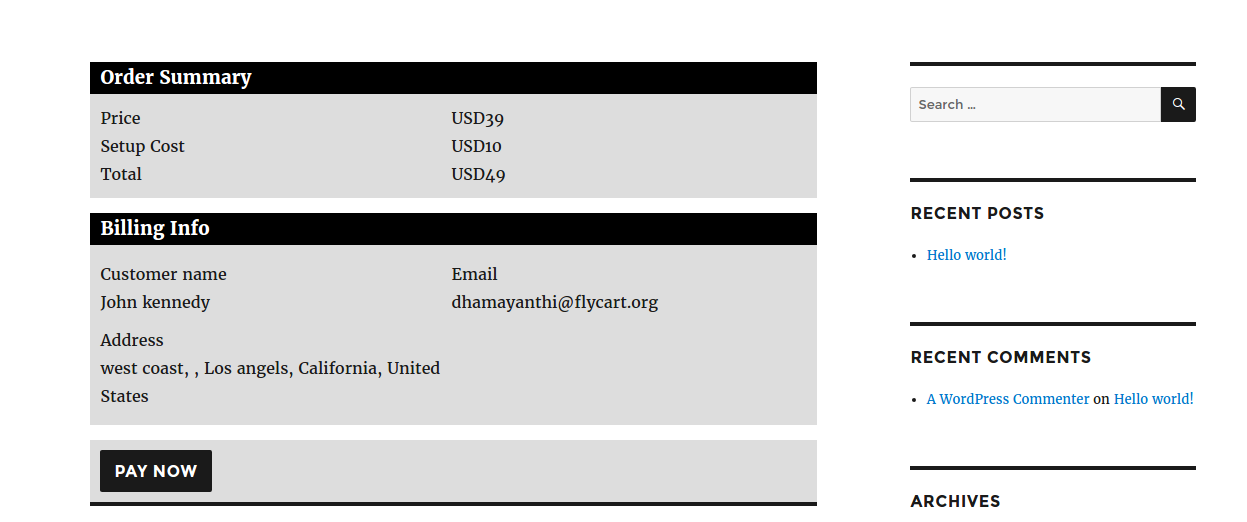 Order Summary
Price USD39
Setup Cost USD10
Total USD49
Billing Info
Customer name Email
John kennedy dhamayanthi@flycart.org
Address
west coast, , Los angels, California, United
States
PAY NOW
Search ...
RECENT POSTS
Hello world!
RECENT COMMENTS
A WordPress Commenter on Hello world!
ARCHIVES